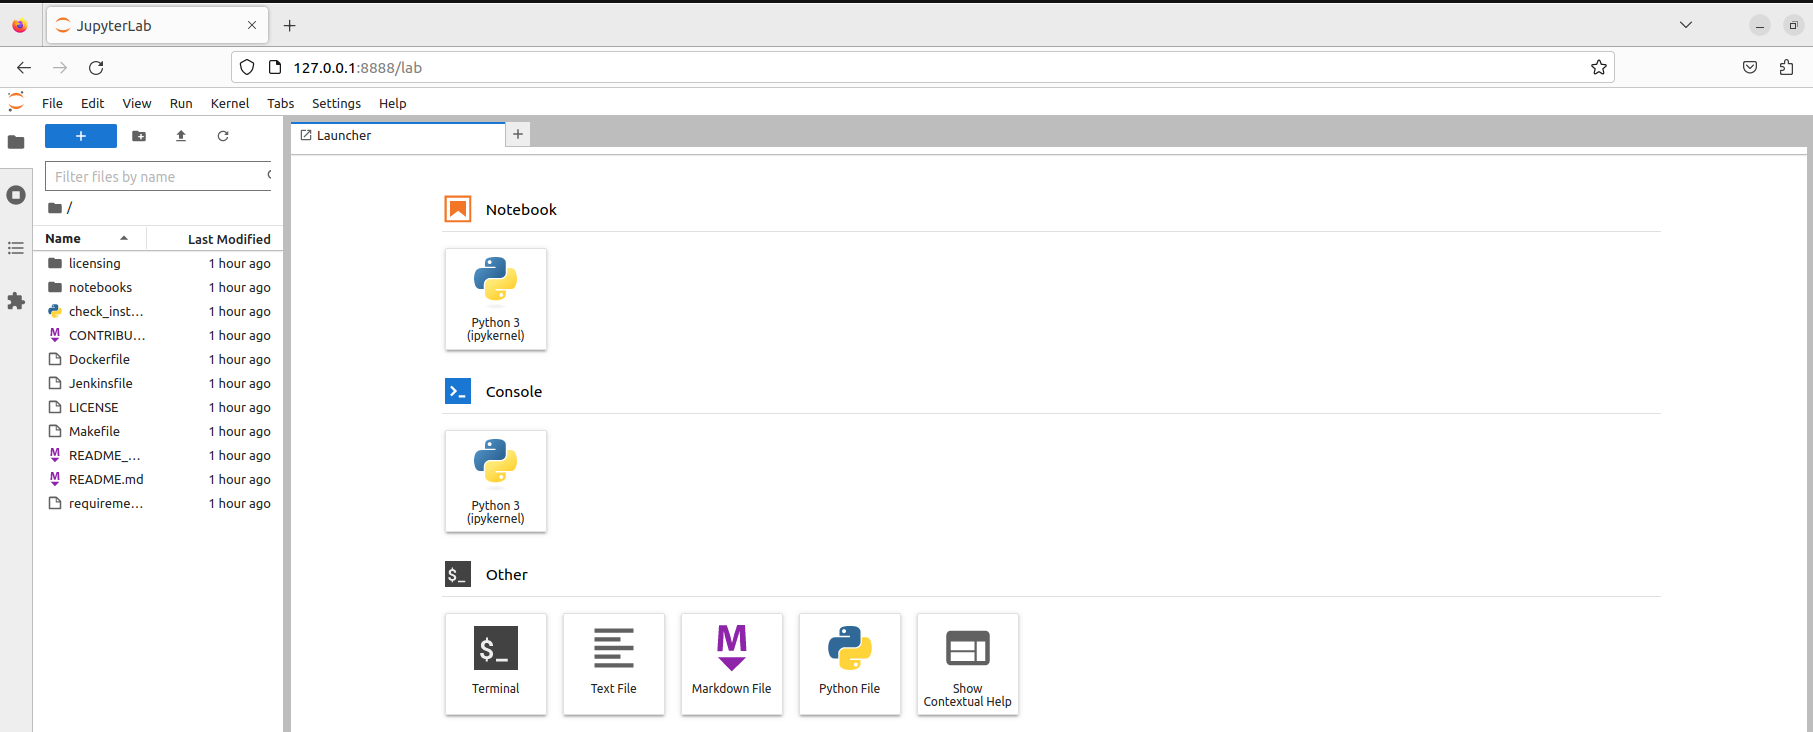 JupyterLab
127.0.0.1:8888/lab
File Edit View Run Kernel Tabs Settings Help
Launcher
Filter files by name
/
Name Last Modified
licensing 1 hour ago
notebooks 1 hour ago
check_inst... 1 hour ago
CONTRIBU... 1 hour ago
Dockerfile 1 hour ago
Jenkinsfile 1 hour ago
LICENSE 1 hour ago
Makefile 1 hour ago
README_... 1 hour ago
README.md 1 hour ago
requireme... 1 hour ago
Notebook
Python 3
(ipykernel)
Console
Python 3
(ipykernel)
$_ Other
$_ M
Terminal Text File Markdown File Python File Show
Contextual Help